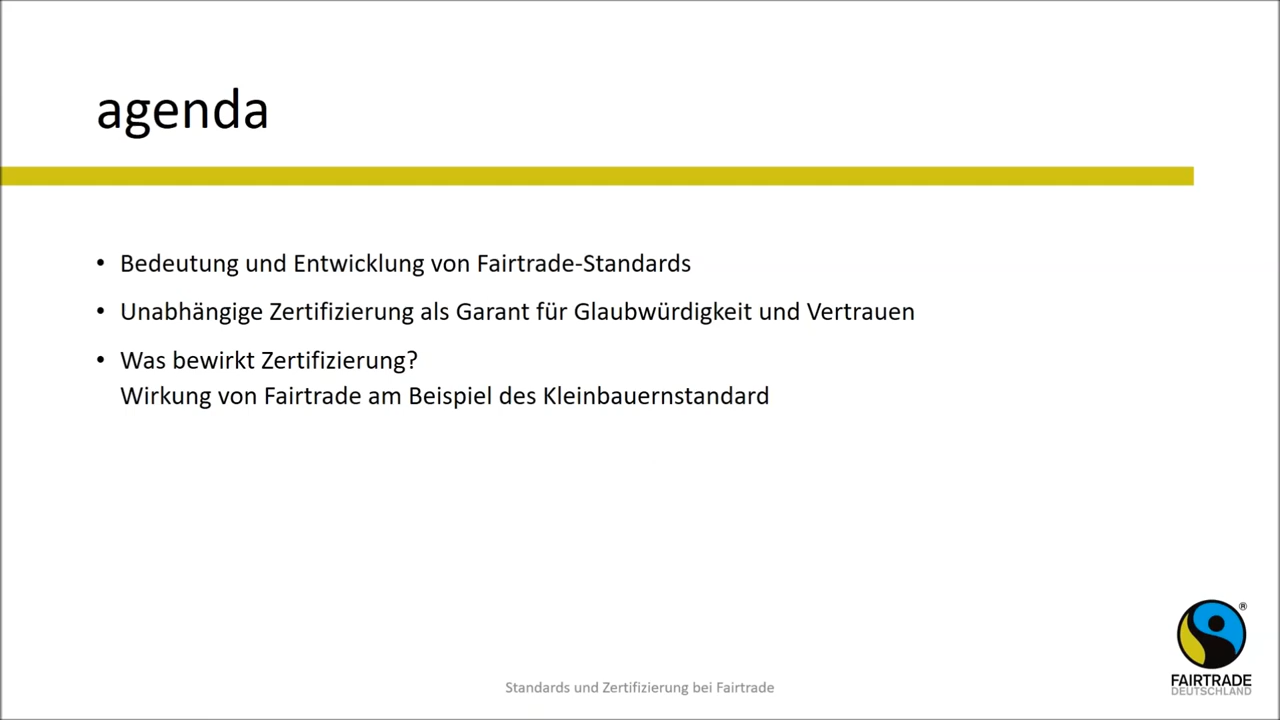 agenda
• Bedeutung und Entwicklung von Fairtrade-Standards
• Unabhängige Zertifizierung als Garant für Glaubwürdigkeit und Vertrauen
• Was bewirkt Zertifizierung?
Wirkung von Fairtrade am Beispiel des Kleinbauernstandard
®
FAIRTRADE
DEUTSCHLAND
Standards und Zertifizierung bei Fairtrade